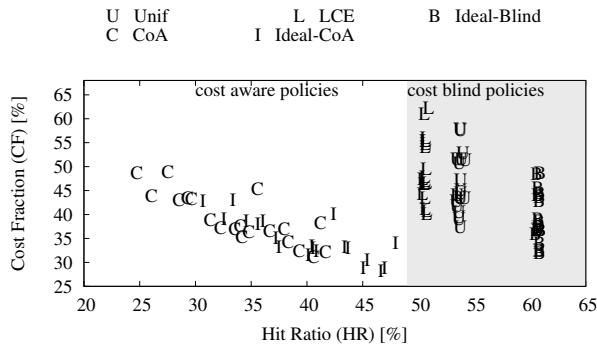 U Unif L LCE B Ideal-Blind
C CoA I Ideal-CoA
cost aware policies cost blind policies
Cost Fraction (CF) [%]
65
60
55
50
45
40
35
30
25
20 25 30 35 40 45 50 55 60 65
Hit Ratio (HR) [%]